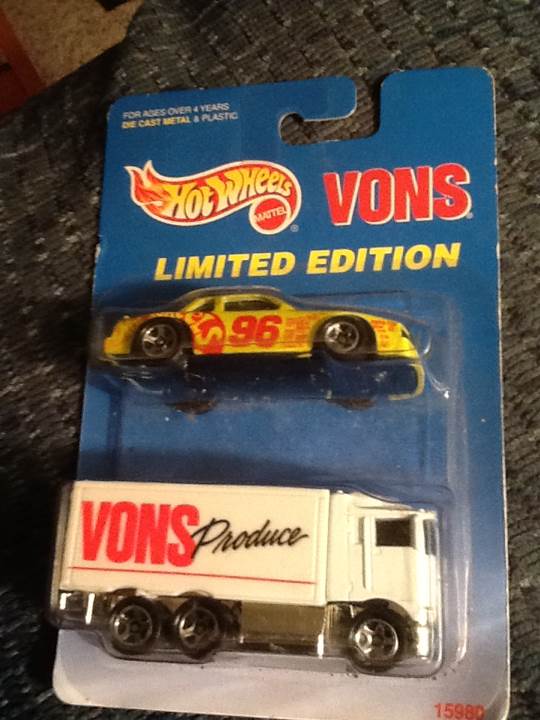 FOR AGES OVER 4 YEARS
DIE CAST METAL & PLASTIC
HOT WHEELS
MATTEL
®
VONS®
LIMITED EDITION
96
VONS Produce
15980